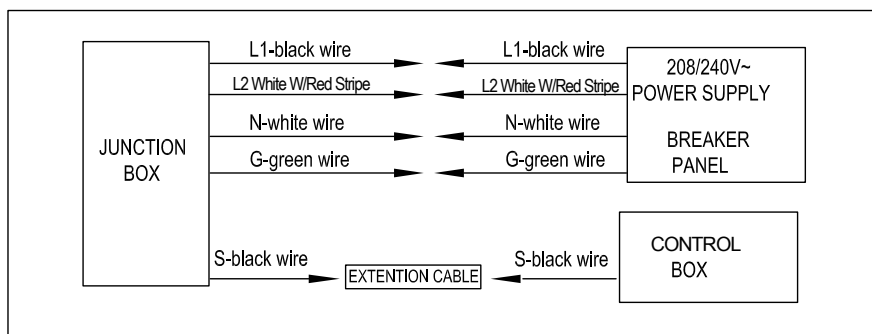 L1-black wire
L1-black wire
L2 White W/Red Stripe
L2 White W/Red Stripe
N-white wire
N-white wire
G-green wire
G-green wire
JUNCTION
BOX
208/240V~
POWER SUPPLY
BREAKER
PANEL
S-black wire
EXTENTION CABLE
S-black wire
CONTROL
BOX